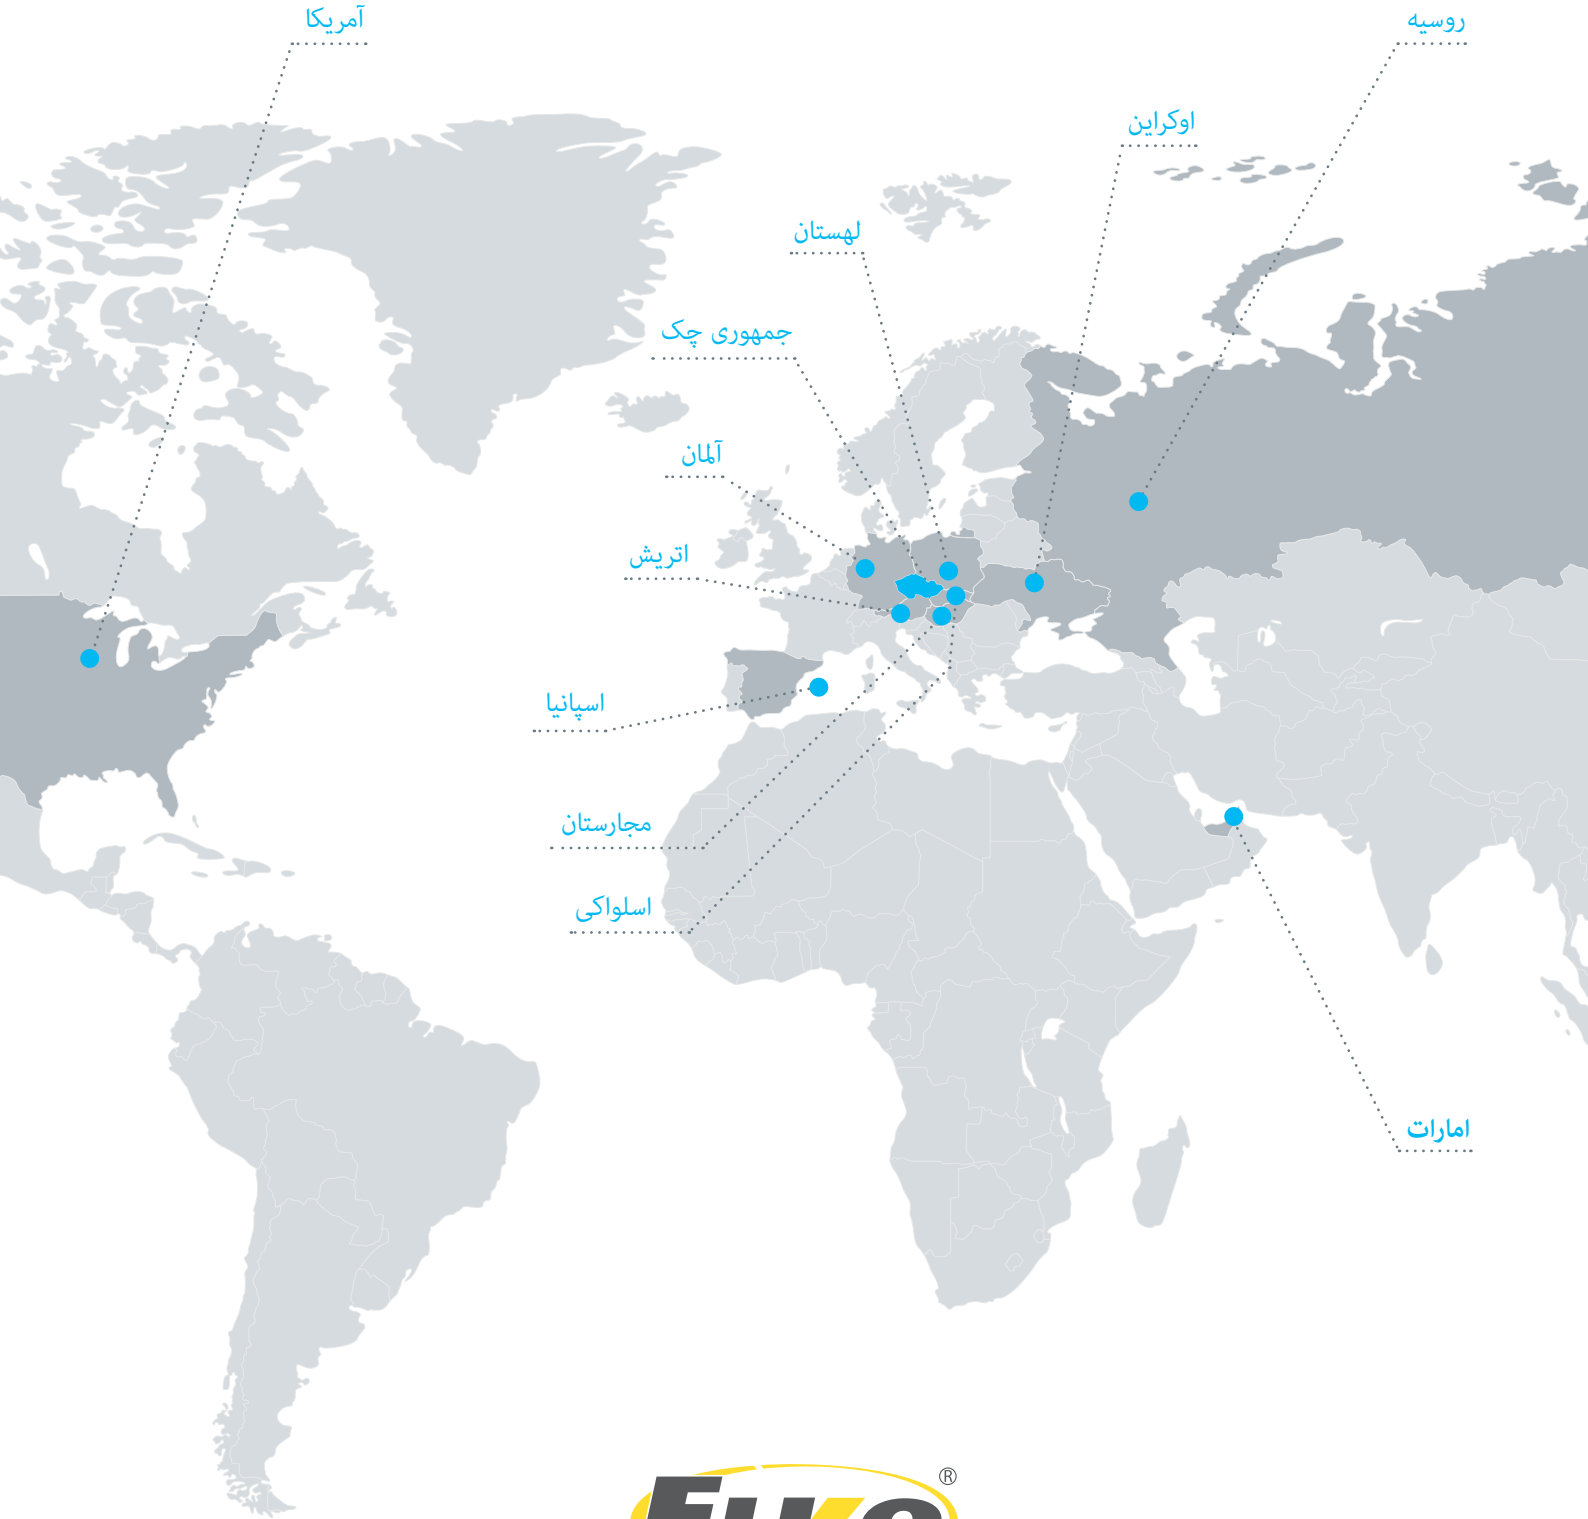 آمریکا
روسیه
اوکراین
لهستان
جمهوری چک
آلمان
اتریش
اسپانیا
مجارستان
اسلواکی
امارات
®